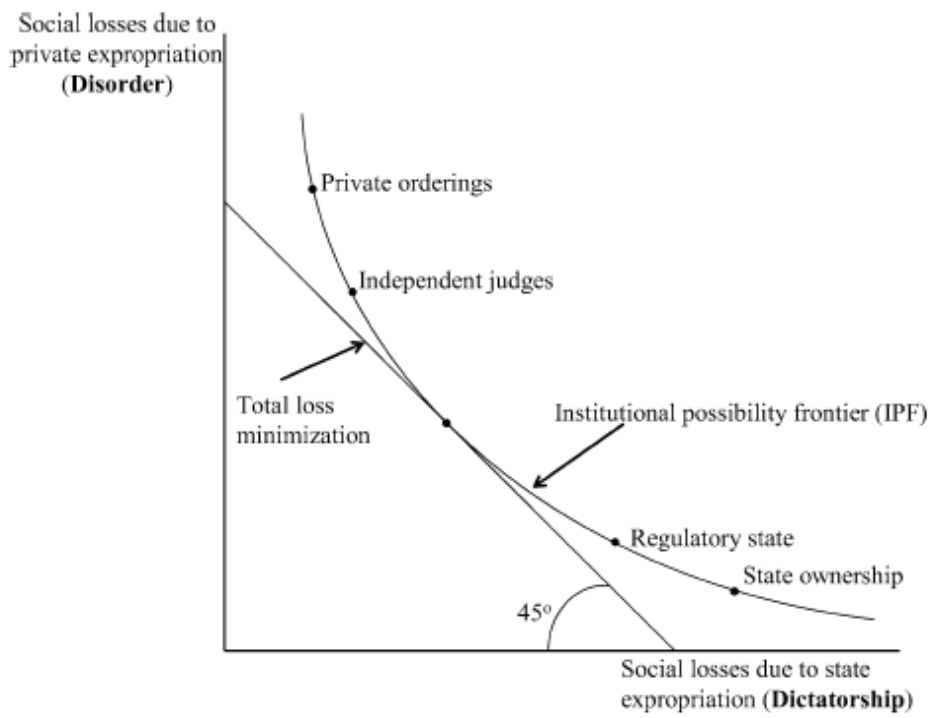 Social losses due to
private expropriation
(Disorder)
Private orderings
Independent judges
Total loss
minimization
Institutional possibility frontier (IPF)
Regulatory state
State ownership
45°
Social losses due to state
expropriation (Dictatorship)